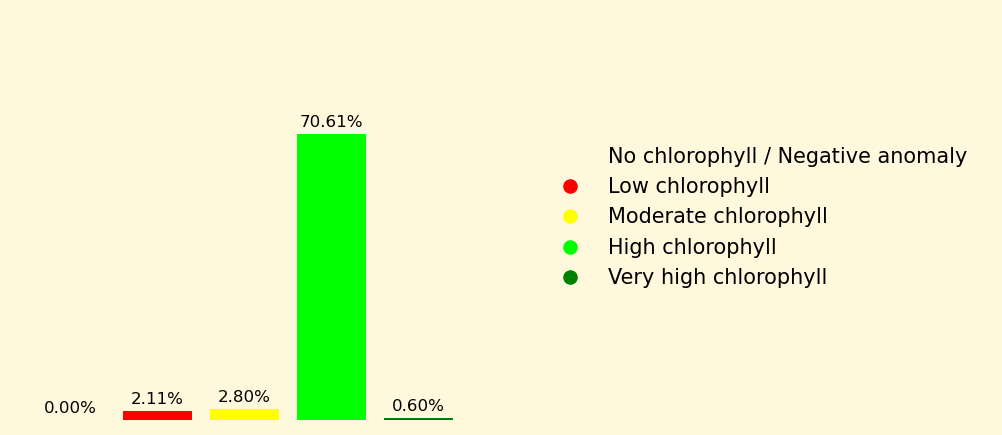 70.61%
No chlorophyll / Negative anomaly
Low chlorophyll
Moderate chlorophyll
High chlorophyll
Very high chlorophyll
0.00%
2.11%
2.80%
0.60%